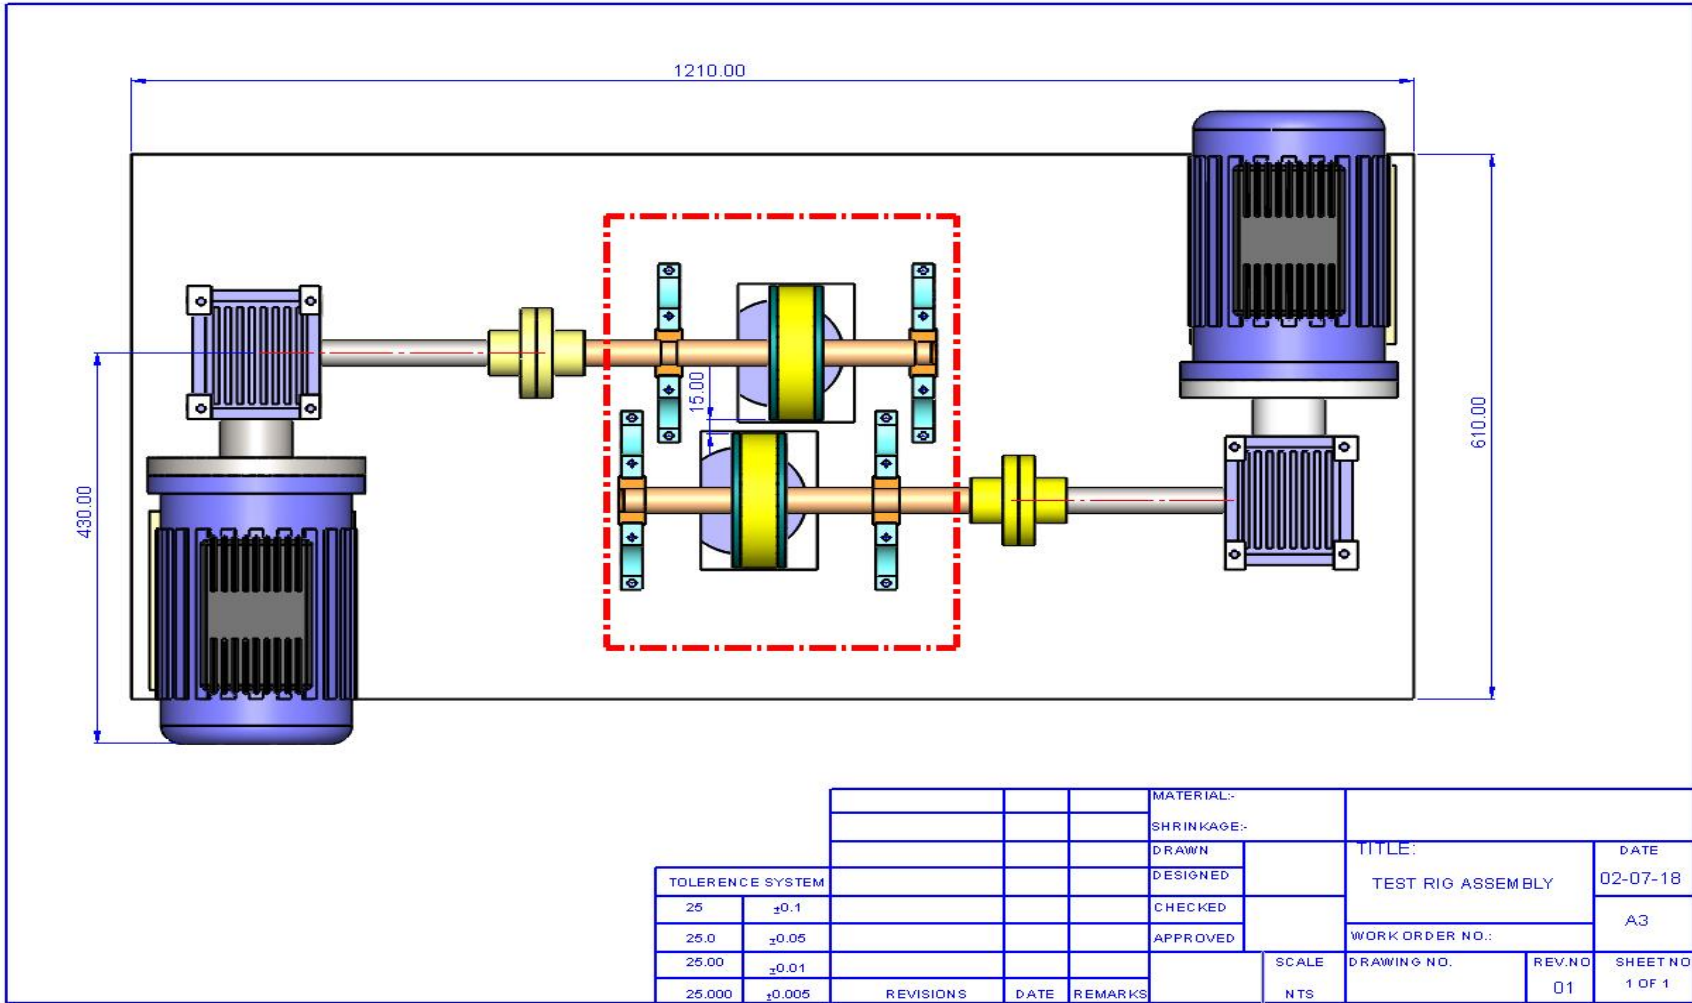 1210.00
15.00
610.00
430.00
MATERIAL:-
SHRINKAGE:-
DRAWN
TITLE:
DATE
DESIGNED
TEST RIG ASSEMBLY
02-07-18
TOLERENCE SYSTEM
25
±0.1
CHECKED
A3
25.0
±0.05
APPROVED
WORK ORDER NO.:
25.00
±0.01
SCALE
DRAWING NO.
REV.NO
SHEET NO
25.000
±0.005
REVISIONS
DATE
REMARKS
NTS
01
1 OF 1